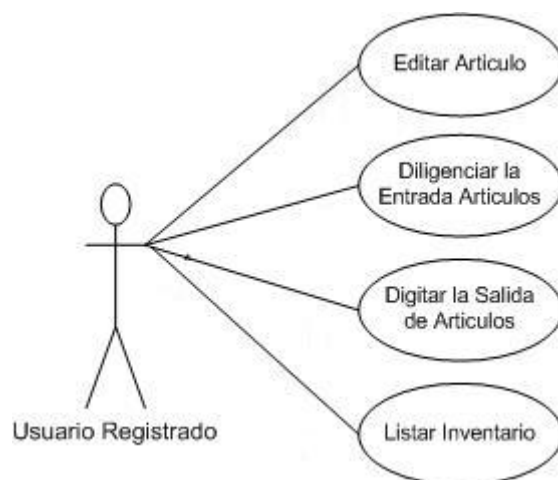 Editar Articulo
Diligenciar la
Entrada Articulos
Digitar la Salida
de Articulos
Usuario Registrado
Listar Inventario